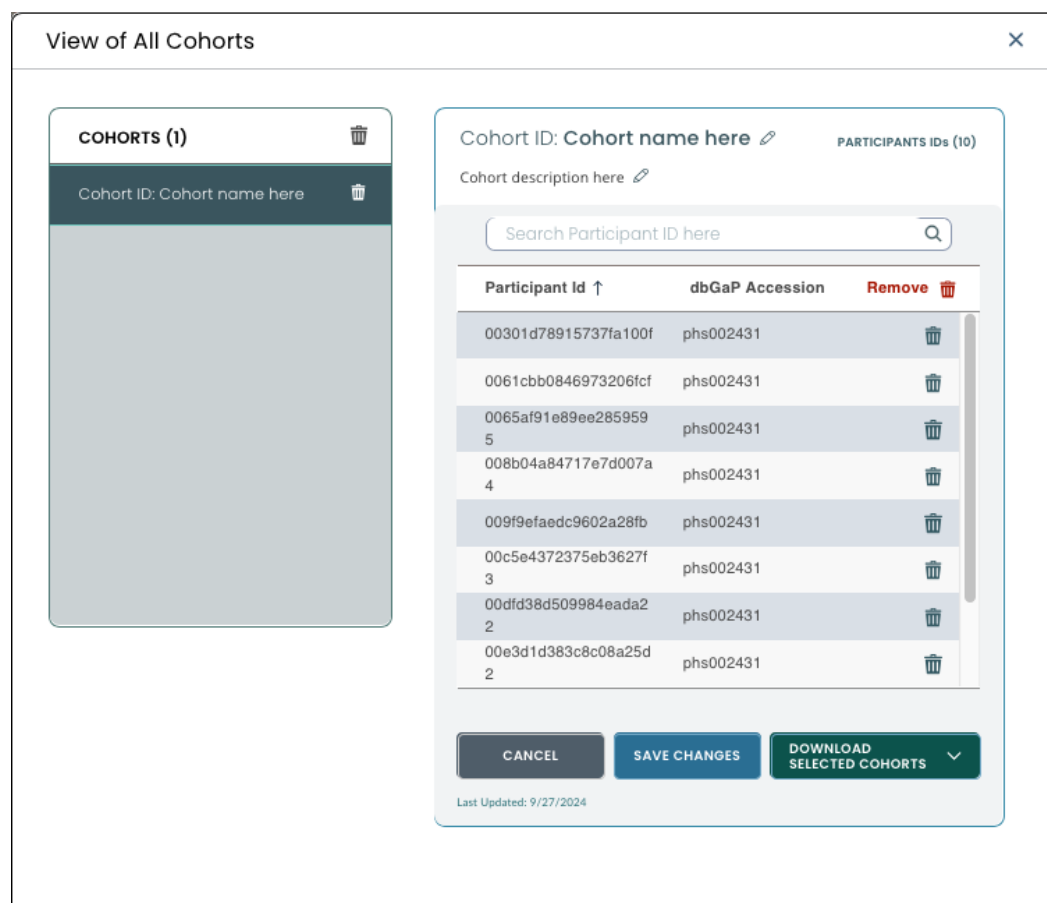 View of All Cohorts
COHORTS (1)
Cohort ID: Cohort name here
Cohort ID: Cohort name here
PARTICIPANTS IDs (10)
Cohort description here
Search Participant ID here
Participant Id ↑ dbGaP Accession Remove
00301d78915737fa100f phs002431
0061cbb0846973206fcf phs002431
0065af91e89ee285959
5
phs002431
008b04a84717e7d007a
4
phs002431
009f9efaedc9602a28fb phs002431
00c5e4372375eb3627f
3
phs002431
00dfd38d509984eada2
2
phs002431
00e3d1d383c8c08a25d
2
phs002431
CANCEL
SAVE CHANGES
DOWNLOAD
SELECTED COHORTS
Last Updated: 9/27/2024